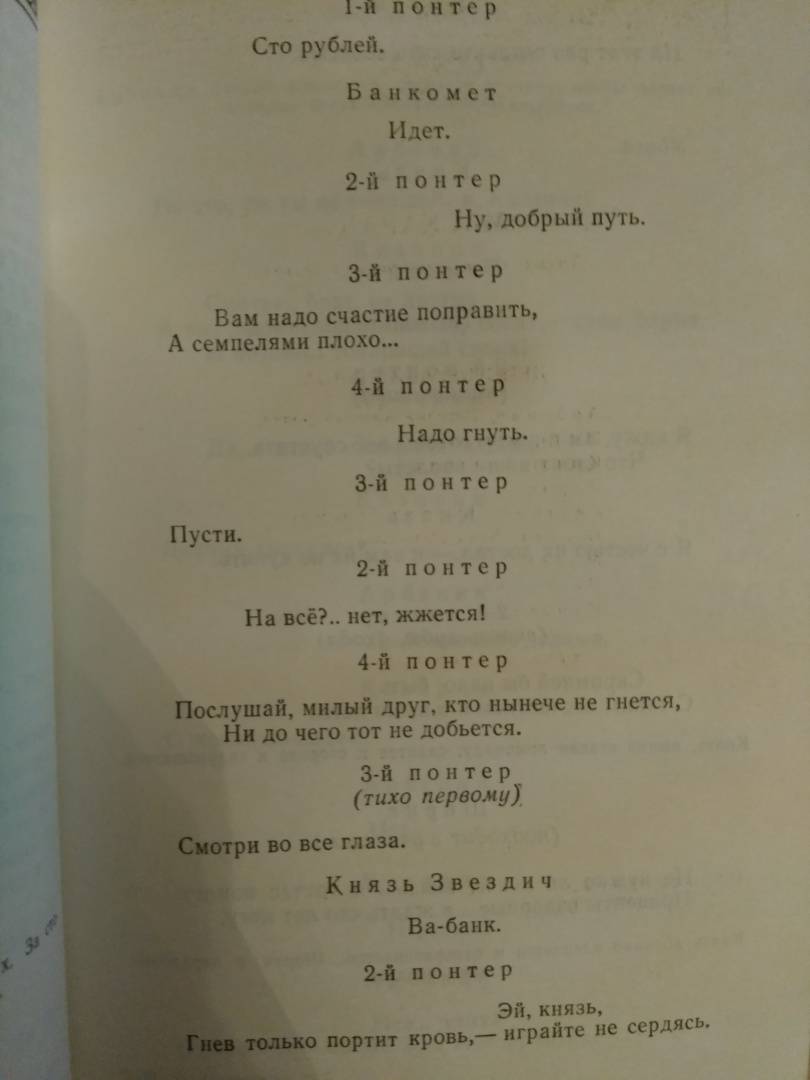 1-й понтер
Сто рублей.
Банкомет
Идет.
2-й понтер
Ну, добрый путь.
3-й понтер
Вам надо счастие поправить,
А семпелями плохо...
4-й понтер
Надо гнуть.
3-й понтер
Пусти.
2-й понтер
На всё?.. нет, жжется!
4-й понтер
Послушай, милый друг, кто нынече не гнется,
Ни до чего тот не добьется.
3-й понтер
(тихо первому)
Смотри во все глаза.
Князь Звездич
Ва-банк.
2-й понтер
Эй, князь,
Гнев только портит кровь,— играйте не сердясь.
х. За сто